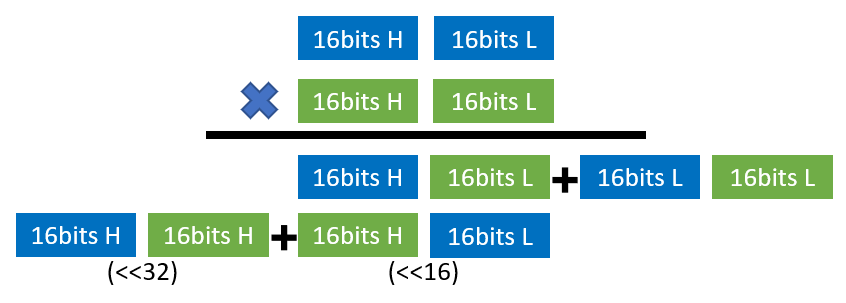 16bits H 16bits L
16bits H 16bits L
16bits H 16bits L + 16bits L 16bits L
16bits H 16bits H + 16bits H 16bits L
(<<32) (<<16)